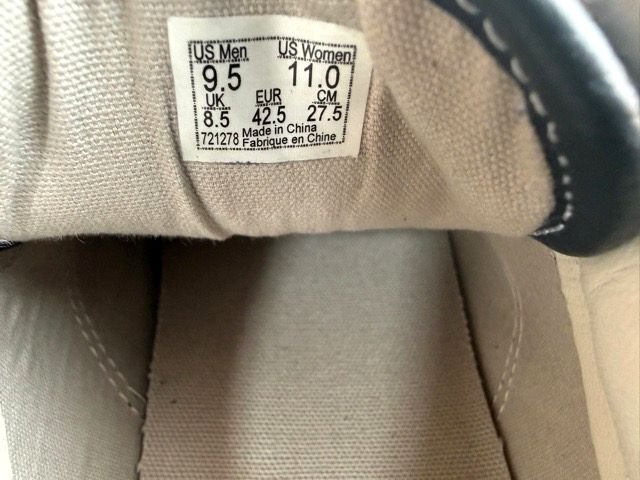 US Men US Women
9.5 11.0
UK EUR CM
8.5 42.5 27.5
721278 Made in China
Fabrique en Chine